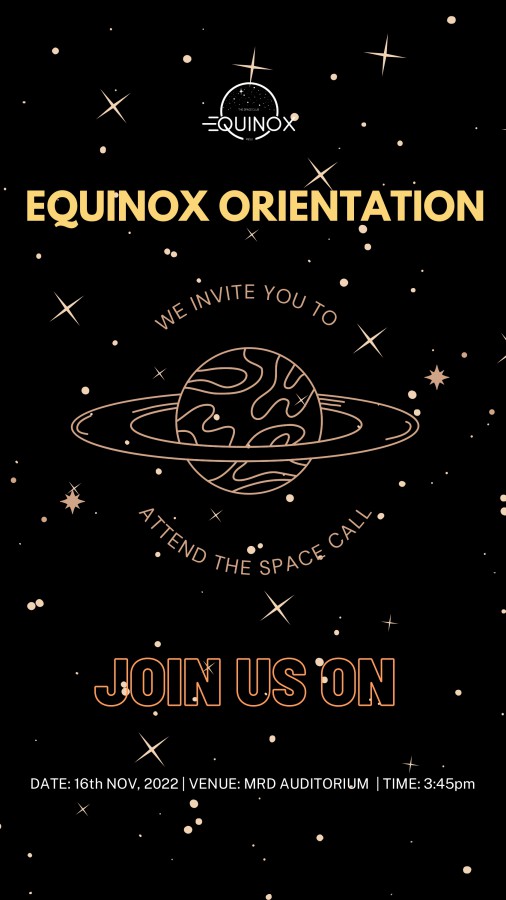 EQUINOX
EQUINOX ORIENTATION
WE INVITE YOU TO
ATTEND THE SPACE CALL
JOIN US ON
DATE: 16th NOV, 2022 | VENUE: MRD AUDITORIUM | TIME: 3:45pm